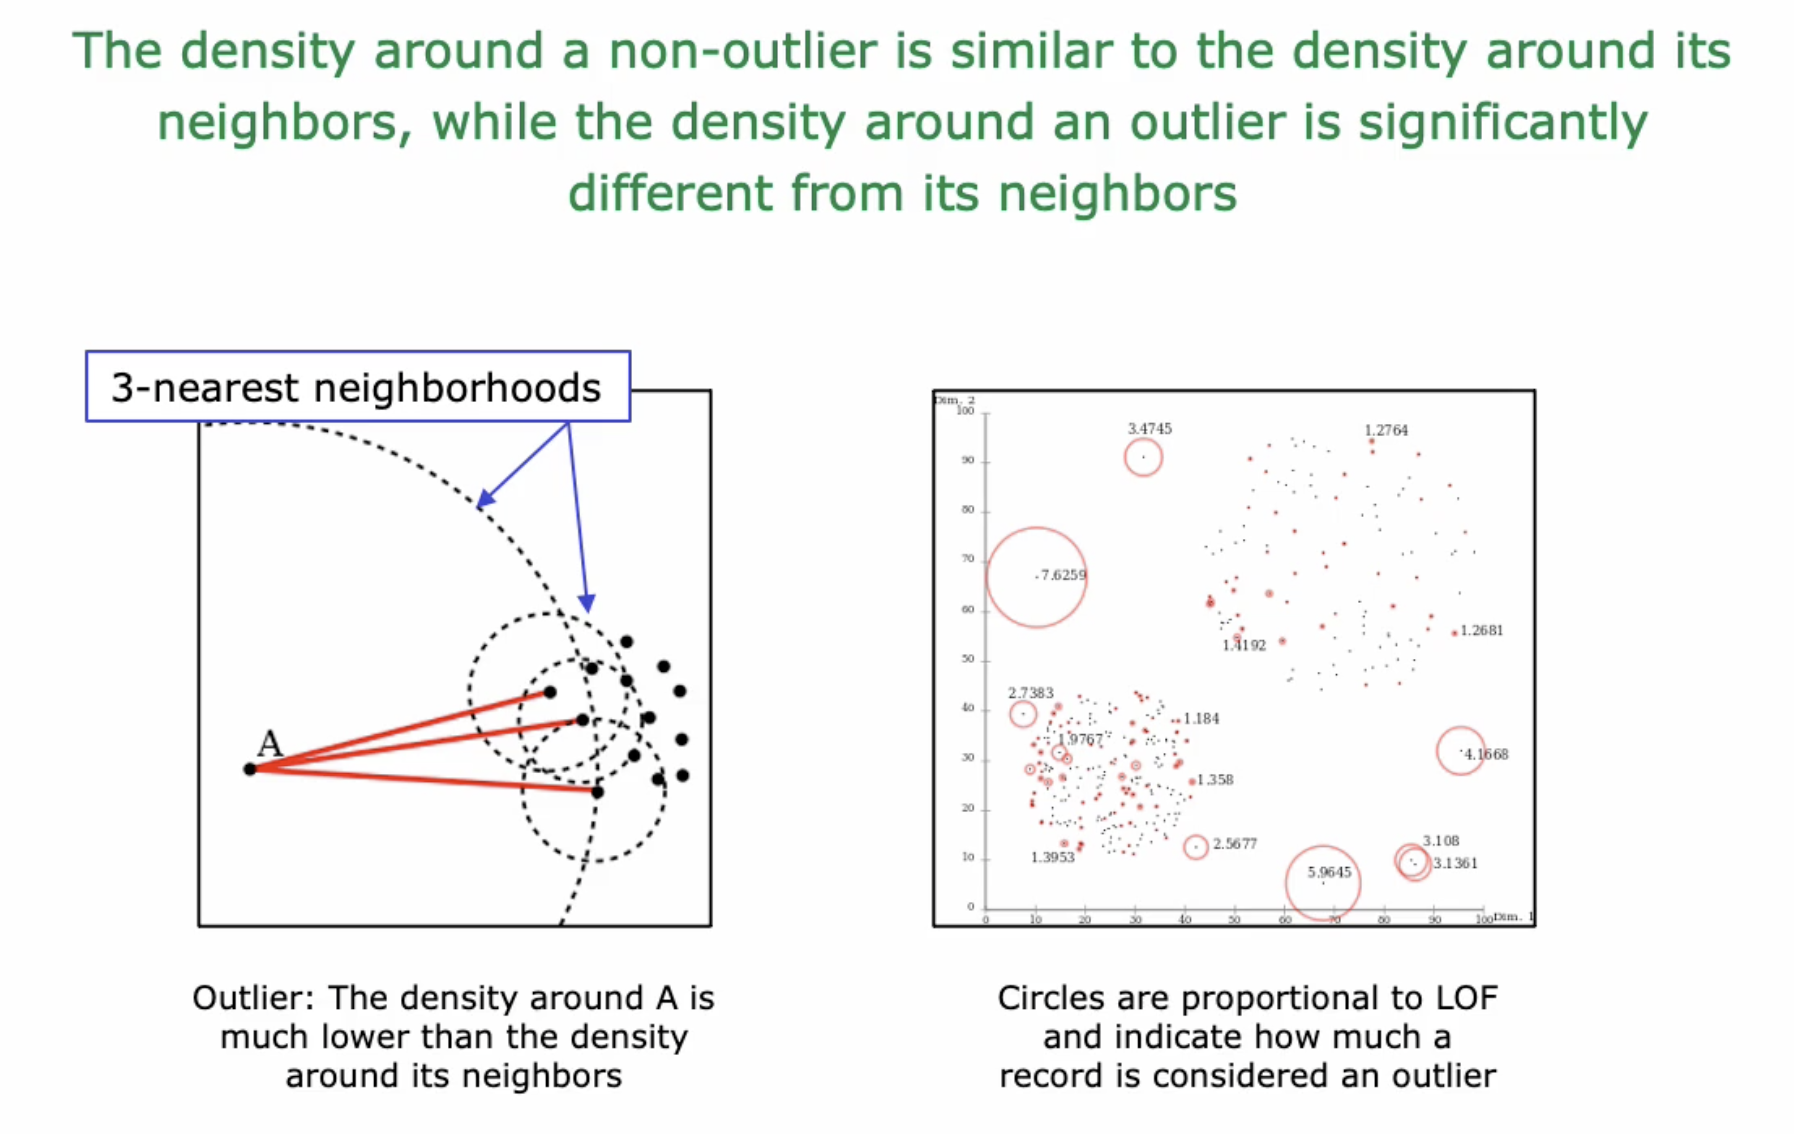 The density around a non-outlier is similar to the density around its
neighbors, while the density around an outlier is significantly
different from its neighbors
3-nearest neighborhoods
A
Outlier: The density around A is
much lower than the density
around its neighbors
Dim. 2
100
90
80
70
60
50
40
30
20
10
0
0 10 20 30 40 50 60 70 80 90 100 Dim. 1
3.4745
1.2764
7.6259
1.2681
1.4192
2.7383
1.184
1.9767
4.1668
1.358
2.5677
3.108
3.1361
1.3953
5.9645
Circles are proportional to LOF
and indicate how much a
record is considered an outlier